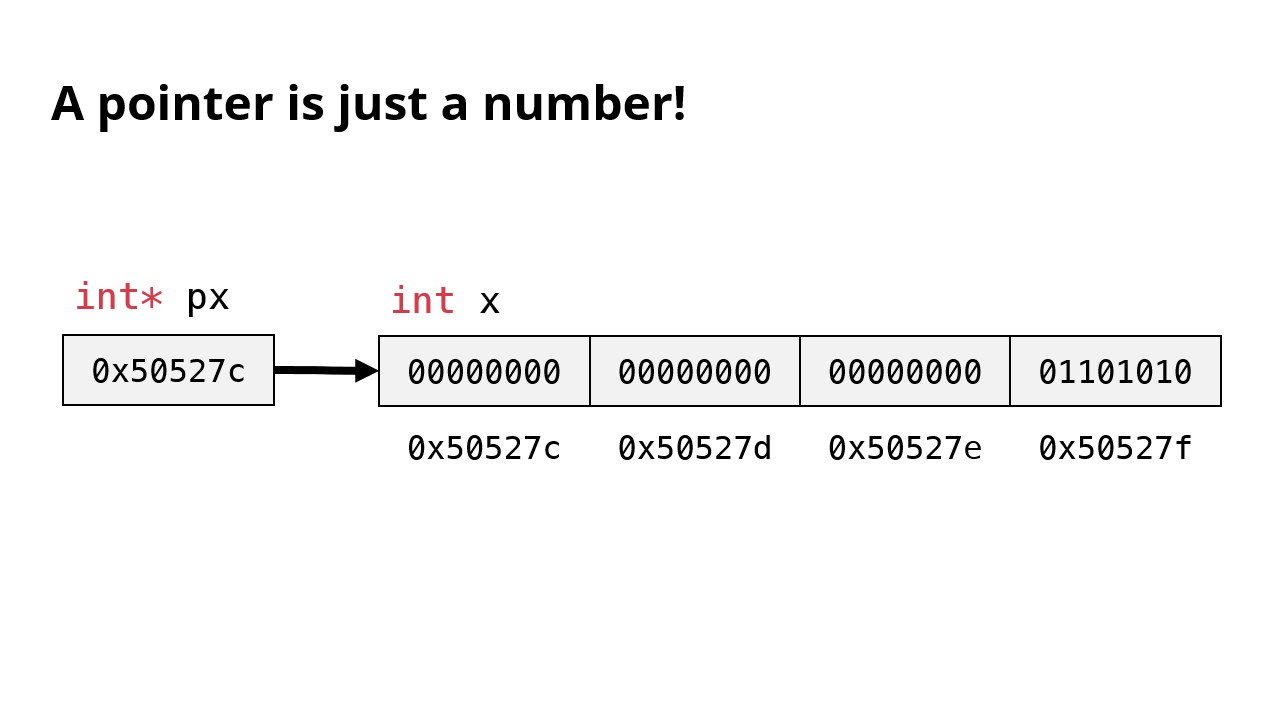 A pointer is just a number!
int* px
int x
0x50527c
00000000 00000000 00000000 01101010
0x50527c 0x50527d 0x50527e 0x50527f